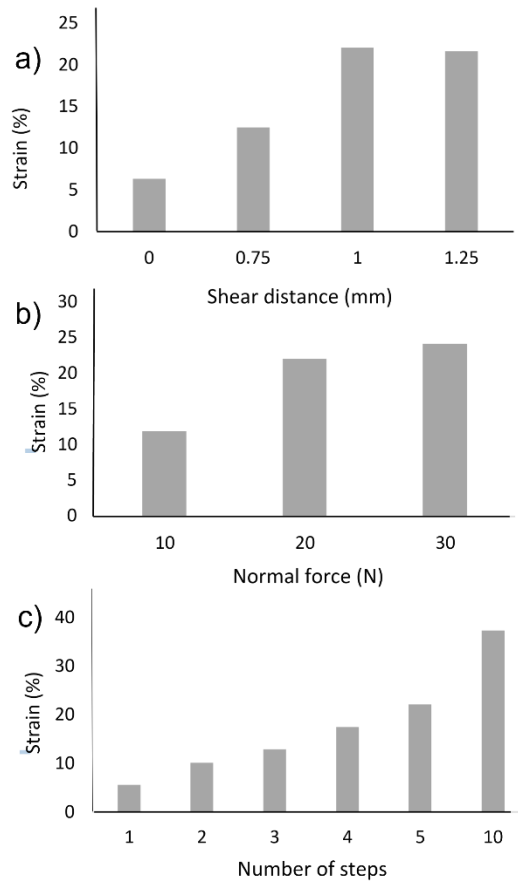 a)
Strain (%)
25
20
15
10
5
0
0 0.75 1 1.25
Shear distance (mm)
b)
Strain (%)
30
25
20
15
10
5
0
10 20 30
Normal force (N)
c)
Strain (%)
40
30
20
10
0
1 2 3 4 5 10
Number of steps